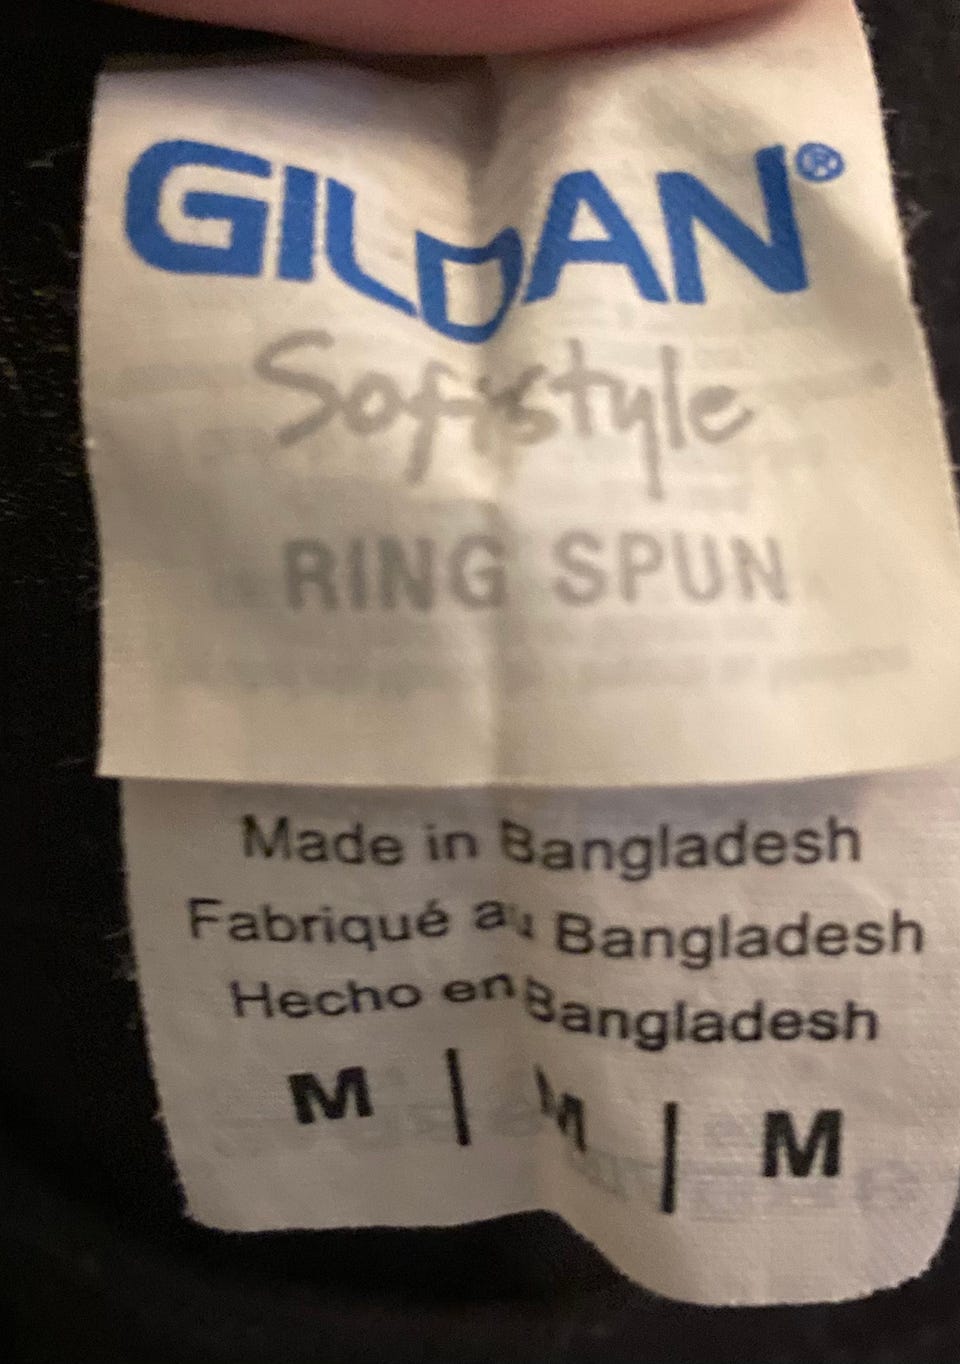 GILDAN®
Softstyle
RING SPUN
Made in Bangladesh
Fabriqué au Bangladesh
Hecho en Bangladesh
M | M | M